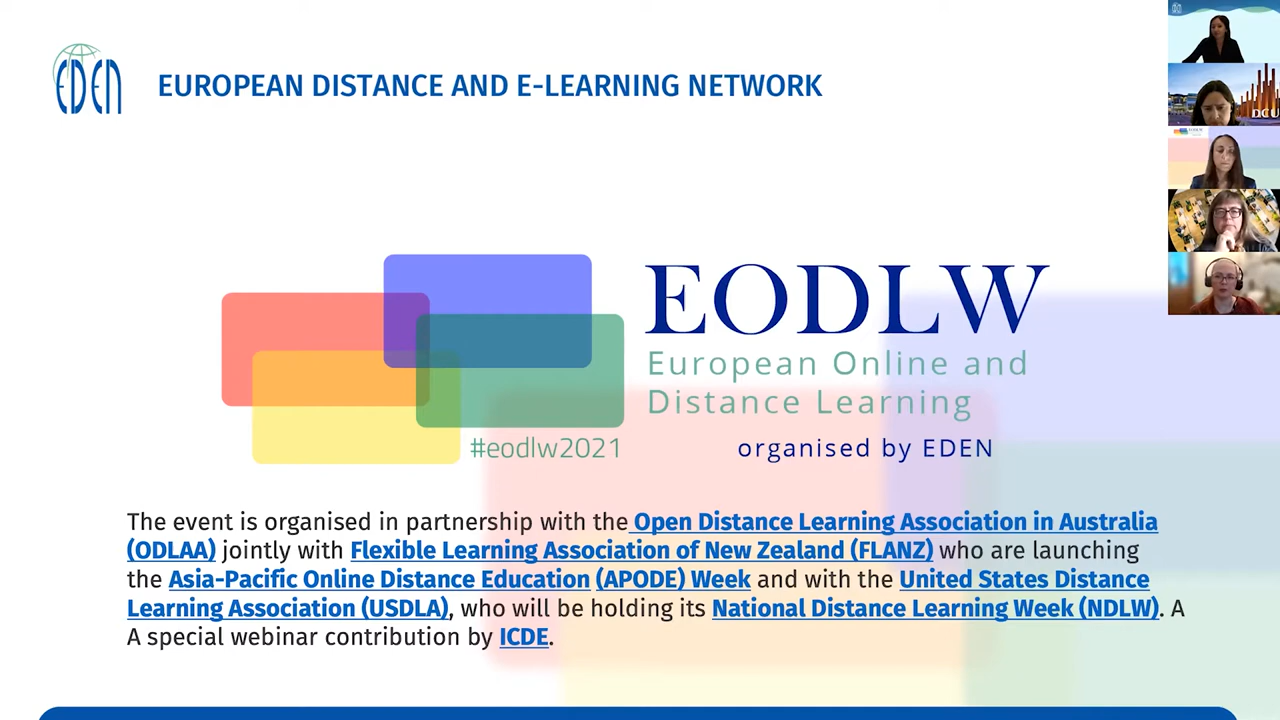 EDEN
EUROPEAN DISTANCE AND E-LEARNING NETWORK
DCU
EODLW
European Online and
Distance Learning
#eodlw2021
organised by EDEN
The event is organised in partnership with the Open Distance Learning Association in Australia
(ODLAA) jointly with Flexible Learning Association of New Zealand (FLANZ) who are launching
the Asia-Pacific Online Distance Education (APODE) Week and with the United States Distance
Learning Association (USDLA), who will be holding its National Distance Learning Week (NDLW). A
A special webinar contribution by ICDE.